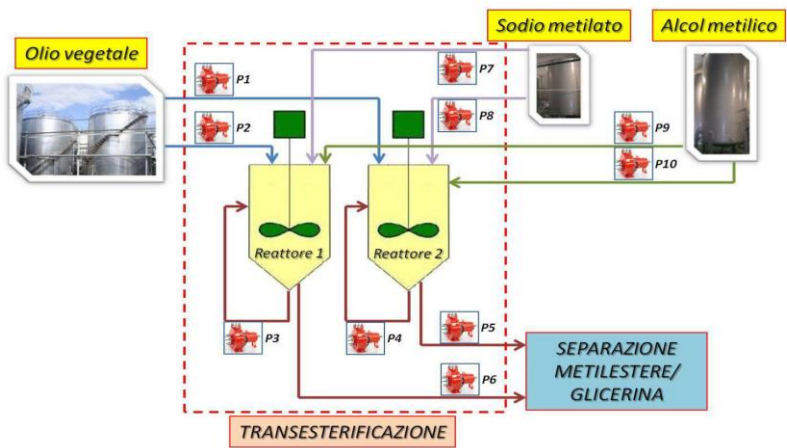 Sodio metilato
Alcol metilico
Olio vegetale
P1
P7
P2
P8
P9
P10
Reattore 1
Reattore 2
P3
P4
P5
P6
SEPARAZIONE
METILESTERE/
GLICERINA
TRANSESTERIFICAZIONE